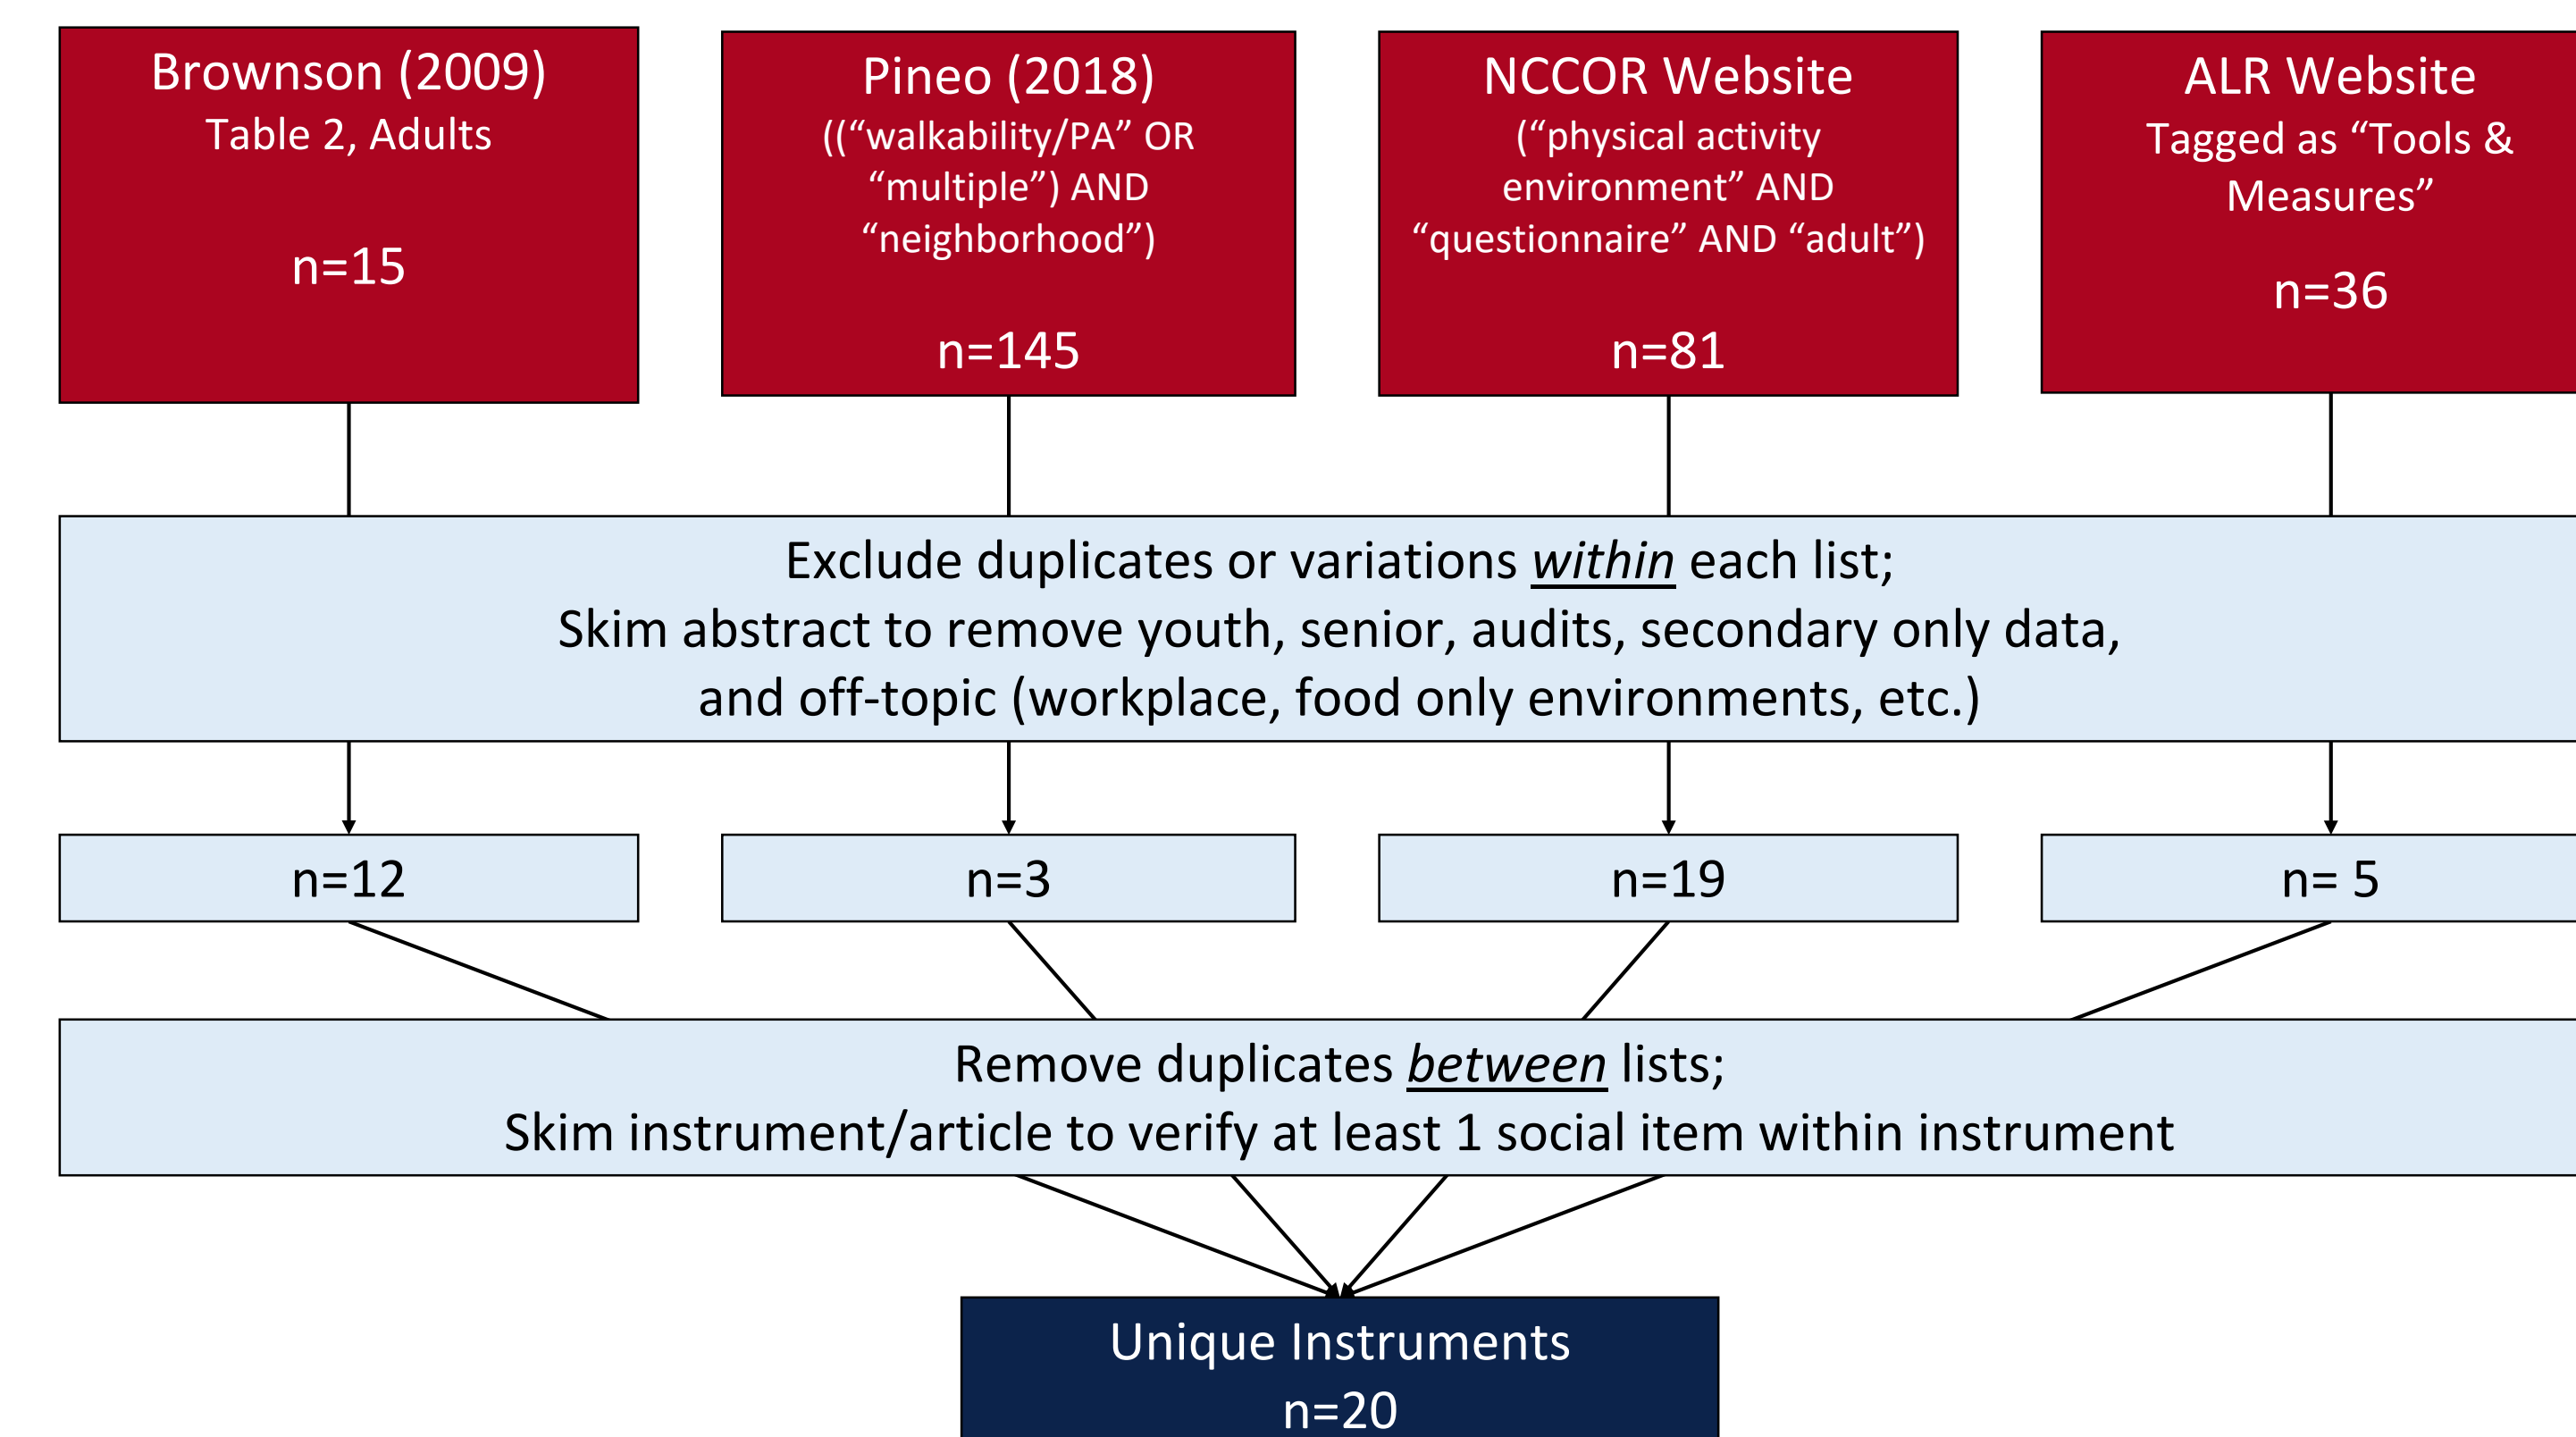 Brownson (2009)
Table 2, Adults
n=15
Pineo (2018)
((“walkability/PA” OR
“multiple”) AND
“neighborhood”)
n=145
NCCOR Website
(“physical activity
environment” AND
“questionnaire” AND “adult”)
n=81
ALR Website
Tagged as “Tools &
Measures”
n=36
Exclude duplicates or variations within each list;
Skim abstract to remove youth, senior, audits, secondary only data,
and off-topic (workplace, food only environments, etc.)
n=12
n=3
n=19
n= 5
Remove duplicates between lists;
Skim instrument/article to verify at least 1 social item within instrument
Unique Instruments
n=20